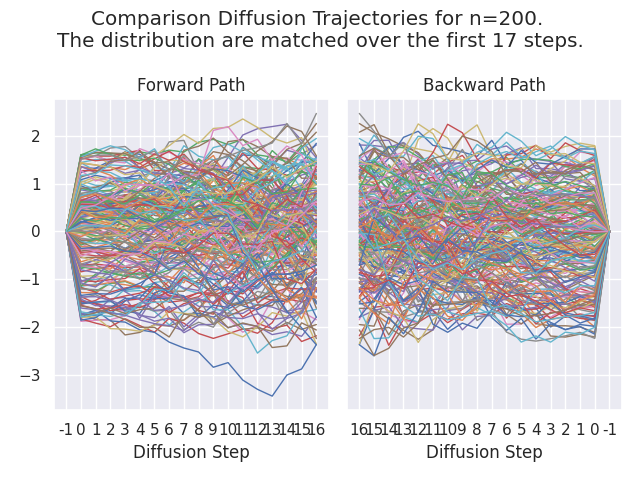 Comparison Diffusion Trajectories for n=200.
The distribution are matched over the first 17 steps.
Forward Path
Backward Path
2
1
0
−1
−2
−3
-1 0 1 2 3 4 5 6 7 8 9 10 11 12 13 14 15 16
16 15 14 13 12 11 10 9 8 7 6 5 4 3 2 1 0 -1
Diffusion Step
Diffusion Step